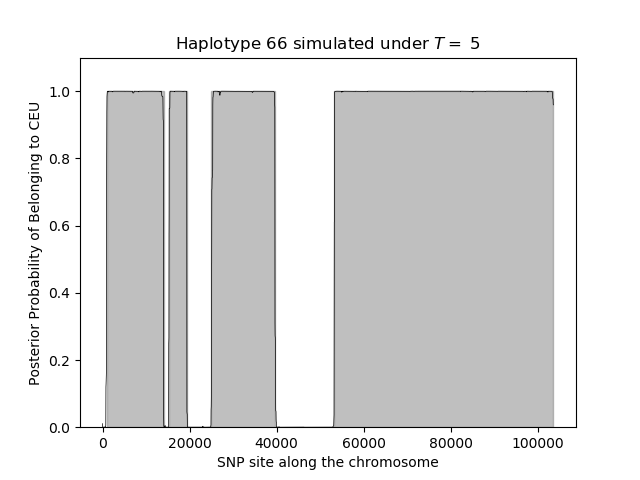 Haplotype 66 simulated under T = 5
Posterior Probability of Belonging to CEU
1.0
0.8
0.6
0.4
0.2
0.0
0 20000 40000 60000 80000 100000
SNP site along the chromosome